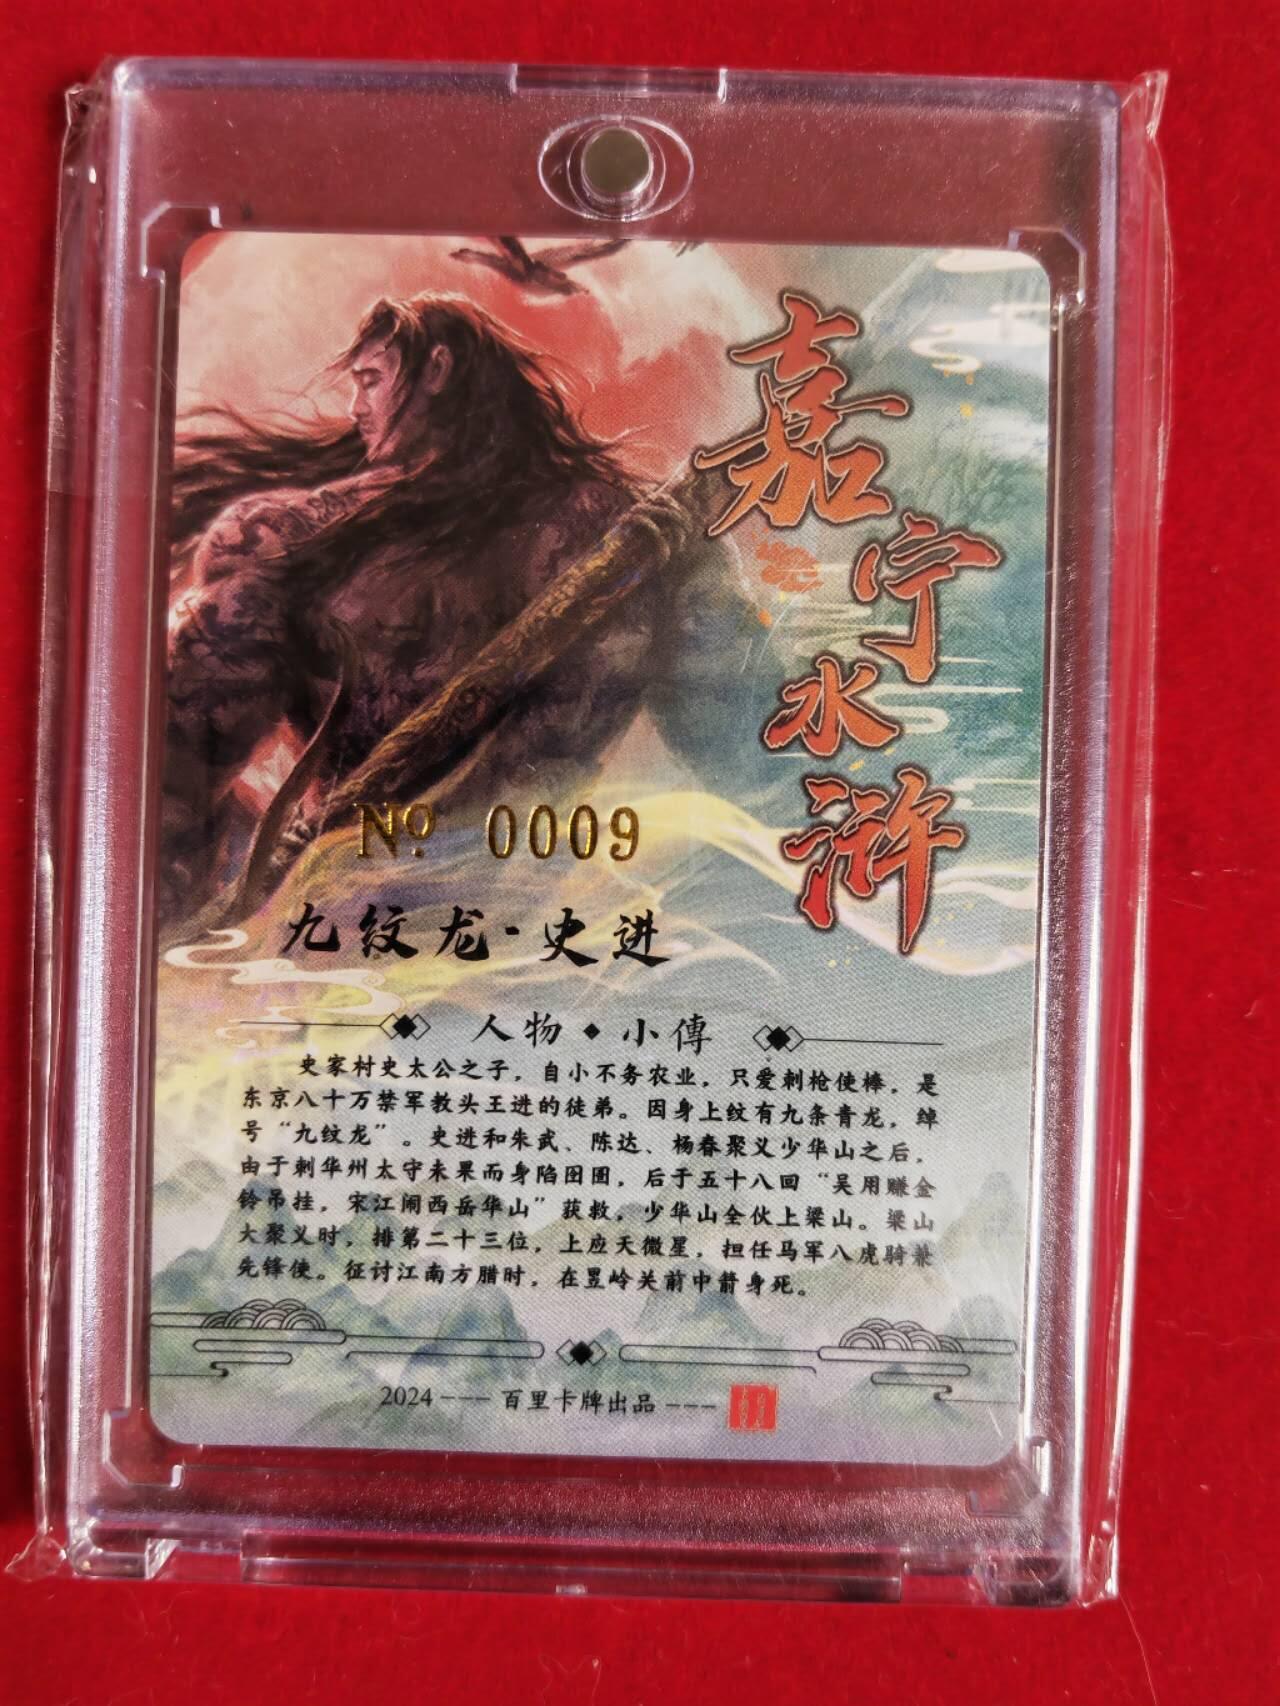 嘉宁水浒
Nº 0009
九纹龙·史进
人物◆小傳
史家村史太公之子，自小不务农业，只爱刺枪使棒，是
东京八十万禁军教头王进的徒弟。因身上纹有九条青龙，绰
号“九纹龙”。史进和朱武、陈达、杨春聚义少华山之后，
由于刺华州太守未果而身陷囹圄，后于五十八回“吴用赚金
铃吊挂，宋江闹西岳华山”获救，少华山全伙上梁山。梁山
大聚义时，排第二十三位，上应天微星，担任马军八虎骑兼
先锋使。征讨江南方腊时，在昱岭关前中箭身死。
2024 --- 百里卡牌出品 ---